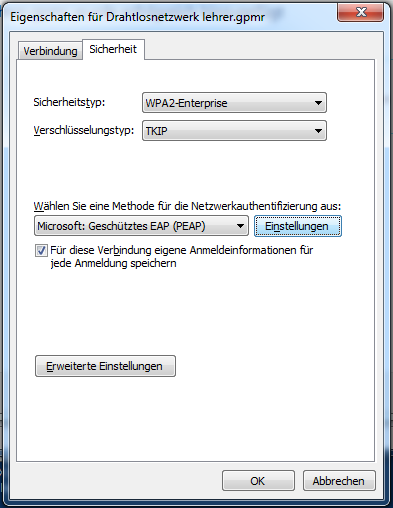 Eigenschaften für Drahtlosnetzwerk lehrer.gpmr
Verbindung
Sicherheit
Sicherheitstyp:
WPA2-Enterprise
Verschlüsselungstyp:
TKIP
Wählen Sie eine Methode für die Netzwerkauthentifizierung aus:
Microsoft: Geschütztes EAP (PEAP)
Einstellungen
Für diese Verbindung eigene Anmeldeinformationen für
jede Anmeldung speichern
Erweiterte Einstellungen
OK
Abbrechen